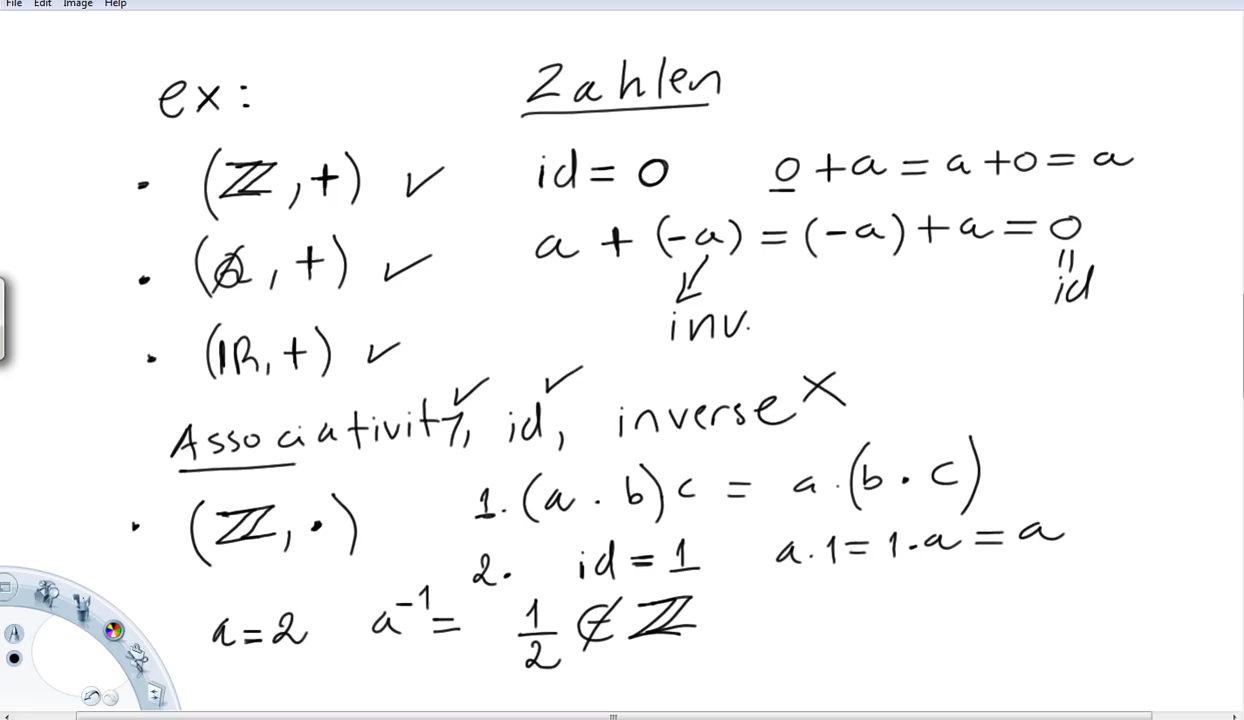 File Edit Image Help
ex: Zahlen
• (ℤ, +) ✓ id = 0 0 + a = a + 0 = a
• (ℚ, +) ✓ a + (-a) = (-a) + a = 0
inv. = id
• (ℝ, +) ✓
Associativity ✓, id ✓, inverse ✗
• (ℤ, ·) 1. (a · b) c = a · (b · c)
2. id = 1 a · 1 = 1 · a = a
a = 2 a⁻¹ = 1/2 ∉ ℤ